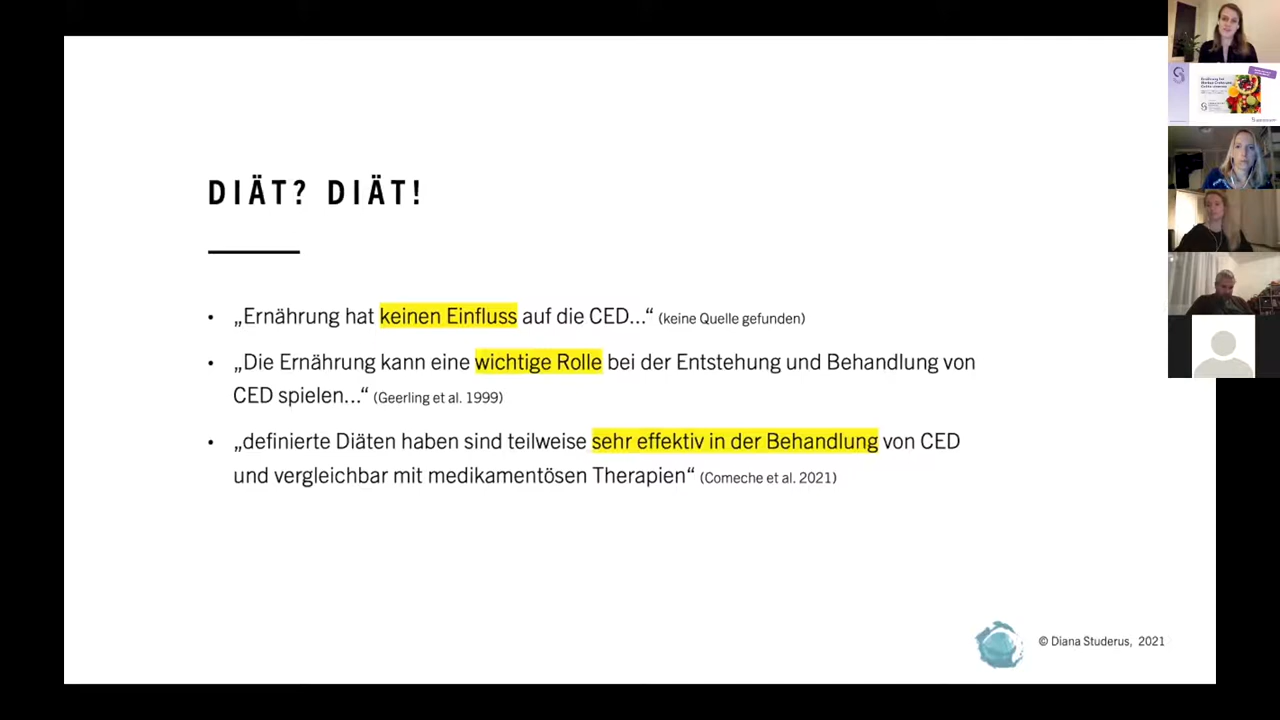 DIÄT? DIÄT!
• „Ernährung hat keinen Einfluss auf die CED...“ (keine Quelle gefunden)
• „Die Ernährung kann eine wichtige Rolle bei der Entstehung und Behandlung von
CED spielen...“ (Geerling et al. 1999)
• „definierte Diäten haben sind teilweise sehr effektiv in der Behandlung von CED
und vergleichbar mit medikamentösen Therapien“ (Comeche et al. 2021)
© Diana Studerus, 2021